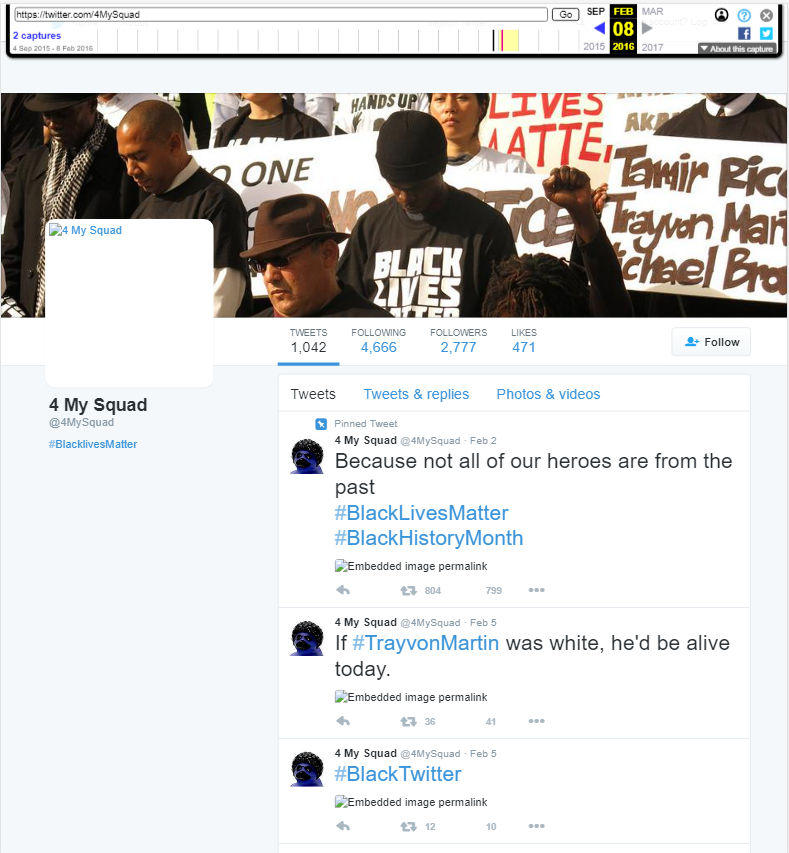 https://twitter.com/4MySquad
Go
SEP
FEB
MAR
2 captures
08
4 Sep 2015 - 8 Feb 2016
2015
2016
2017
About this capture
HANDS UP
LIVES
MATTE
O ONE
Tamir Rice
Trayvon Mar
ichael Bro
BLACK
LIVES
MATTER
4 My Squad
TWEETS
FOLLOWING
FOLLOWERS
LIKES
1,042
4,666
2,777
471
Follow
4 My Squad
@4MySquad
#BlacklivesMatter
Tweets
Tweets & replies
Photos & videos
Pinned Tweet
4 My Squad @4MySquad · Feb 2
Because not all of our heroes are from the
past
#BlackLivesMatter
#BlackHistoryMonth
Embedded image permalink
804
799
4 My Squad @4MySquad · Feb 5
If #TrayvonMartin was white, he'd be alive
today.
Embedded image permalink
36
41
4 My Squad @4MySquad · Feb 5
#BlackTwitter
Embedded image permalink
12
10